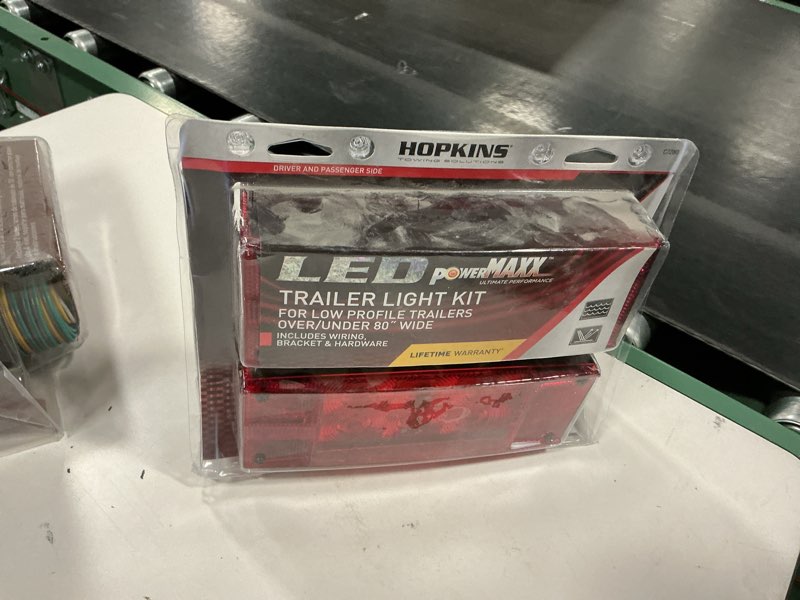 HOPKINS
TOWING SOLUTIONS
DRIVER AND PASSENGER SIDE
LED POWERMAXX™
ULTIMATE PERFORMANCE
TRAILER LIGHT KIT
FOR LOW PROFILE TRAILERS
OVER/UNDER 80" WIDE
INCLUDES WIRING,
BRACKET & HARDWARE
LIFETIME WARRANTY*